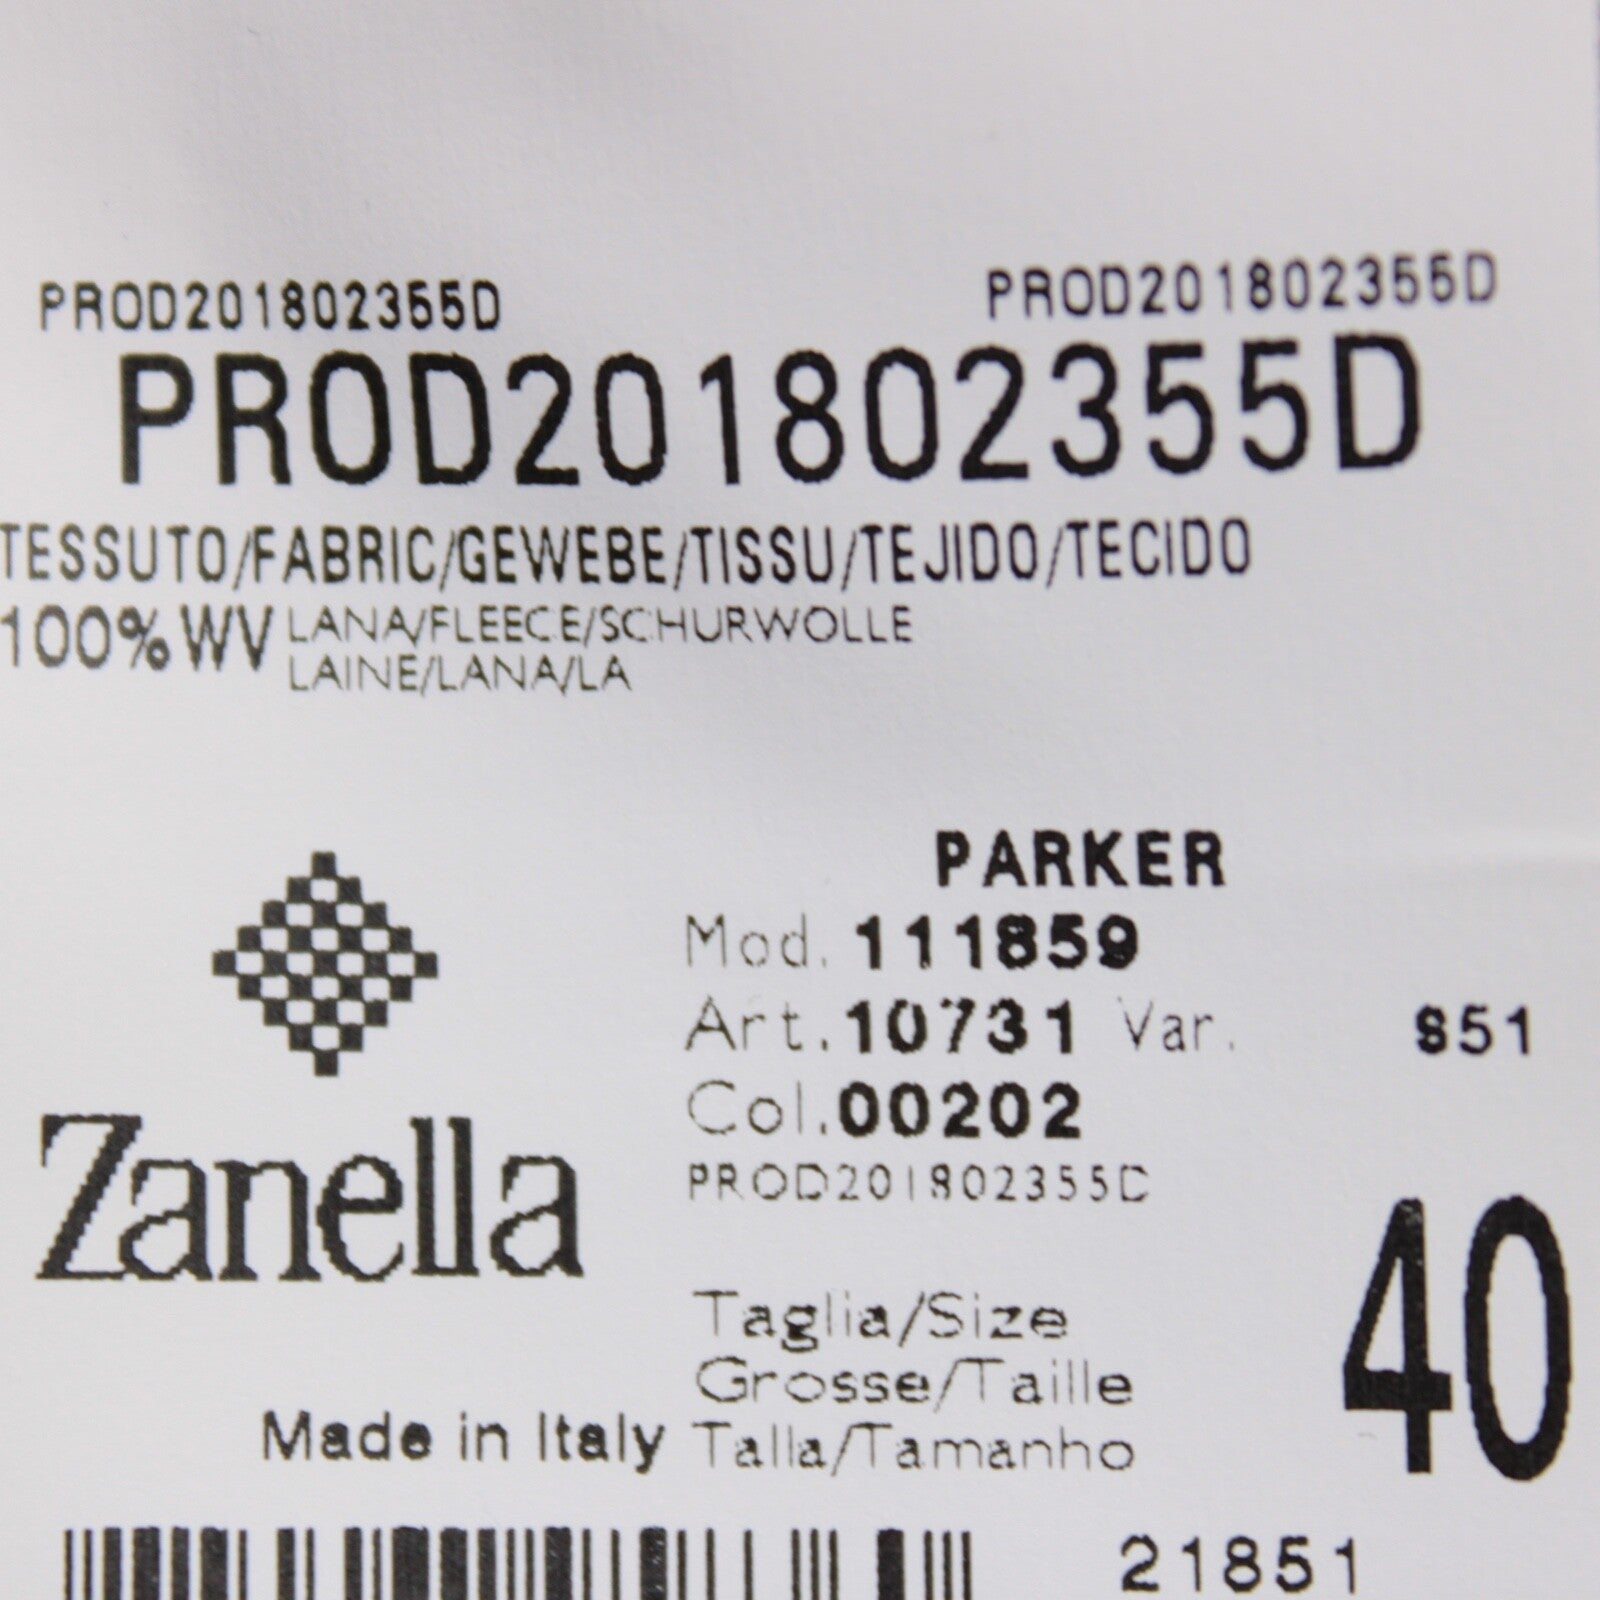 PROD201802355D PROD201802355D
PROD201802355D
TESSUTO/FABRIC/GEWEBE/TISSU/TEJIDO/TECIDO
100%WV LANA/FLEECE/SCHURWOLLE
LAINE/LANA/LA
PARKER
Mod. 111859
Art. 10731 Var. S51
Col. 00202
PROD201802355D
Zanella
Taglia/Size
Grosse/Taille
Talla/Tamanho
40
Made in Italy
21851